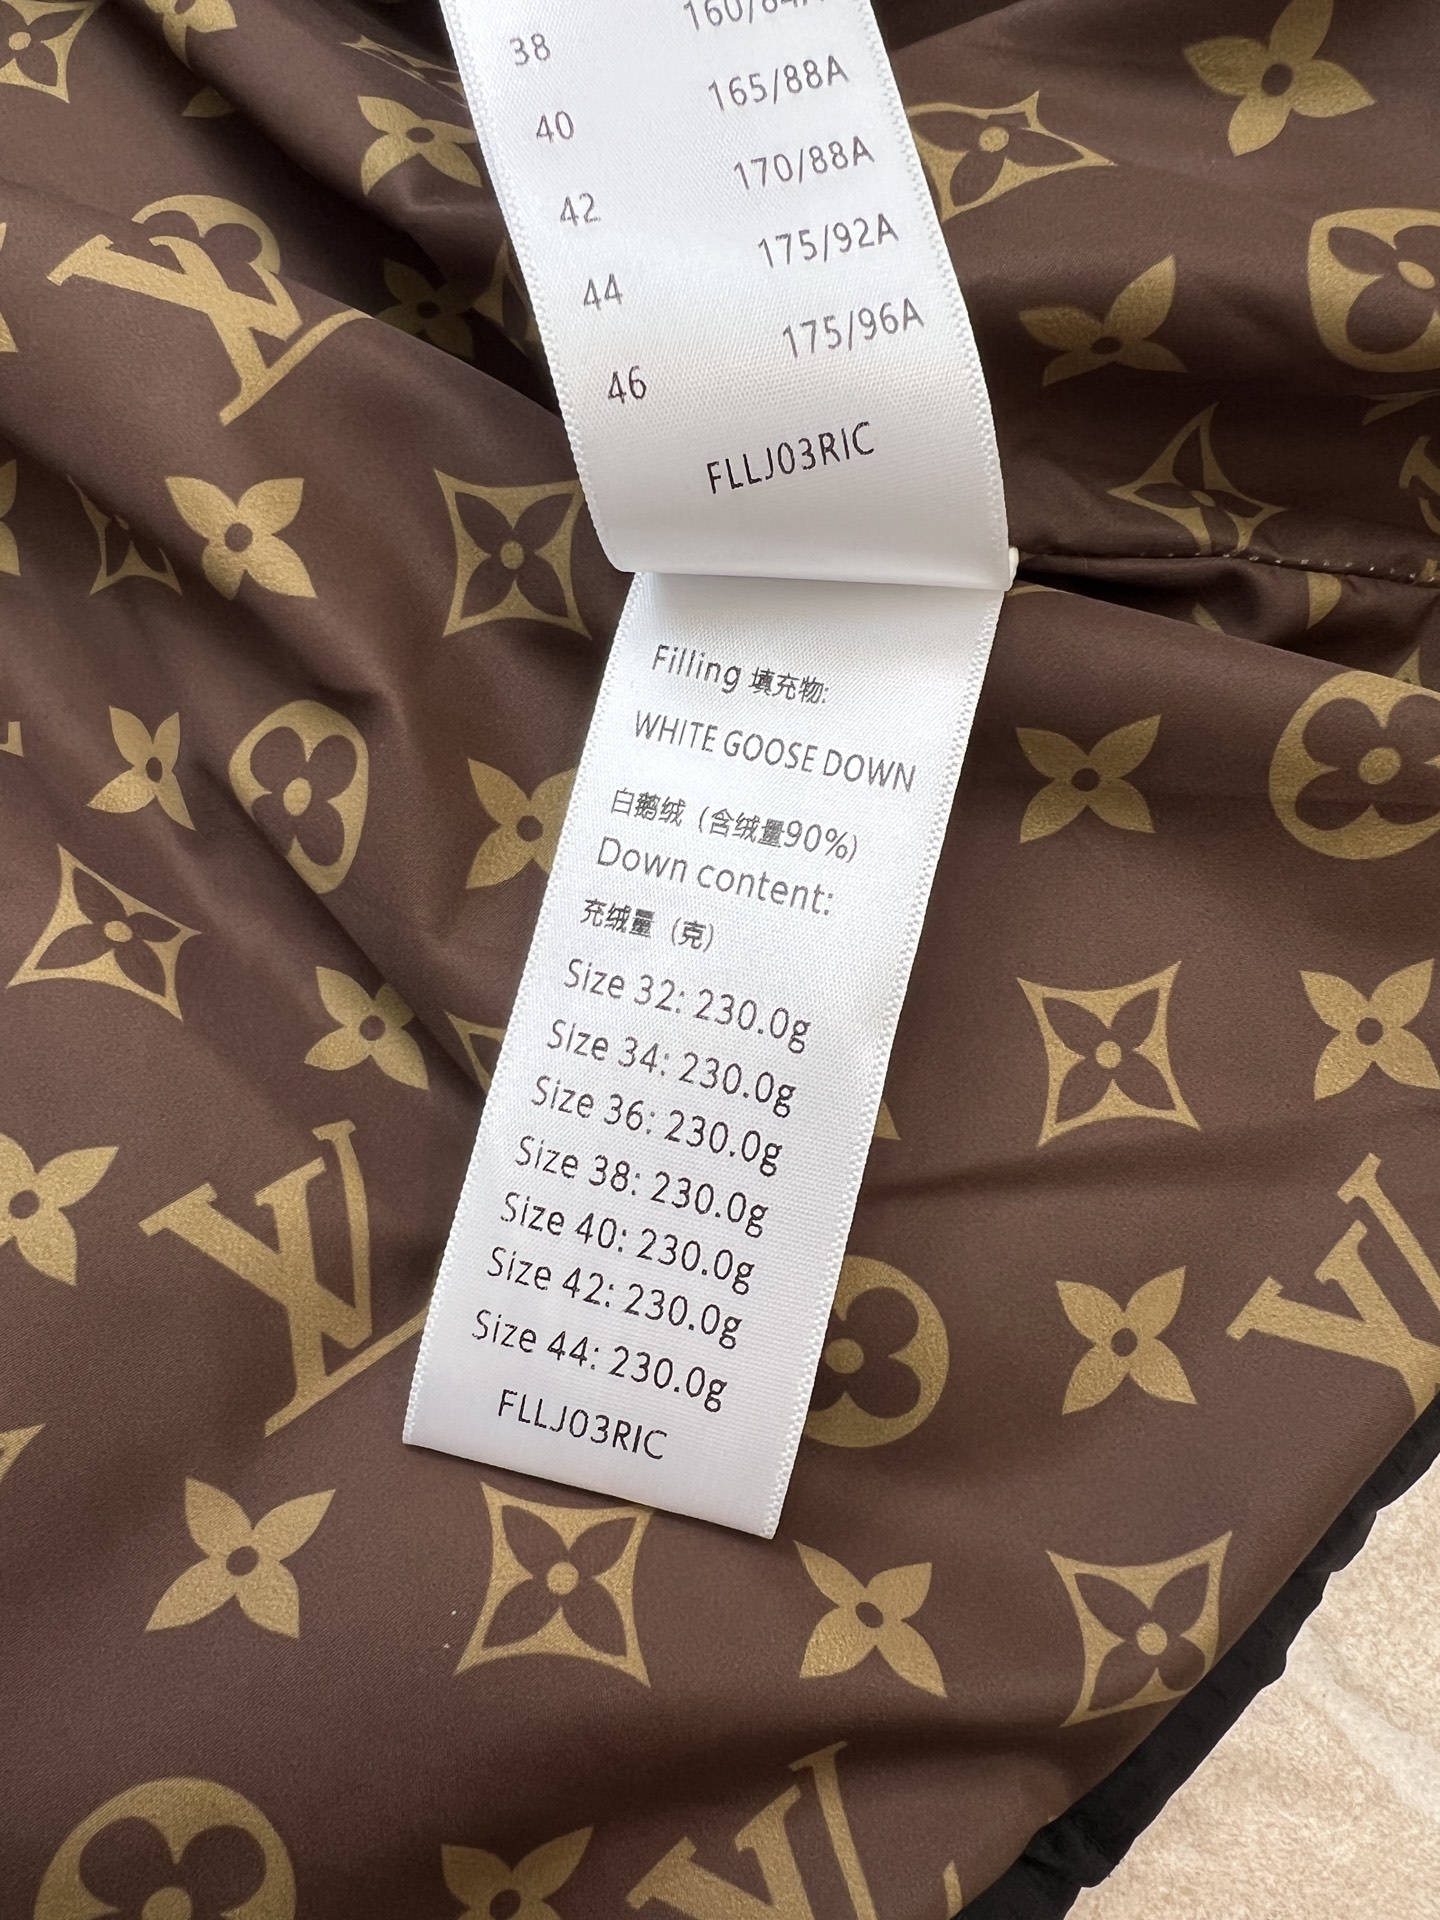 38
165/88A
40
170/88A
42
175/92A
44
175/96A
46
FLLJ03RIC
Filling 填充物:
WHITE GOOSE DOWN
白鹅绒（含绒量90%）
Down content:
充绒量（克）
Size 32: 230.0g
Size 34: 230.0g
Size 36: 230.0g
Size 38: 230.0g
Size 40: 230.0g
Size 42: 230.0g
Size 44: 230.0g
FLLJ03RIC